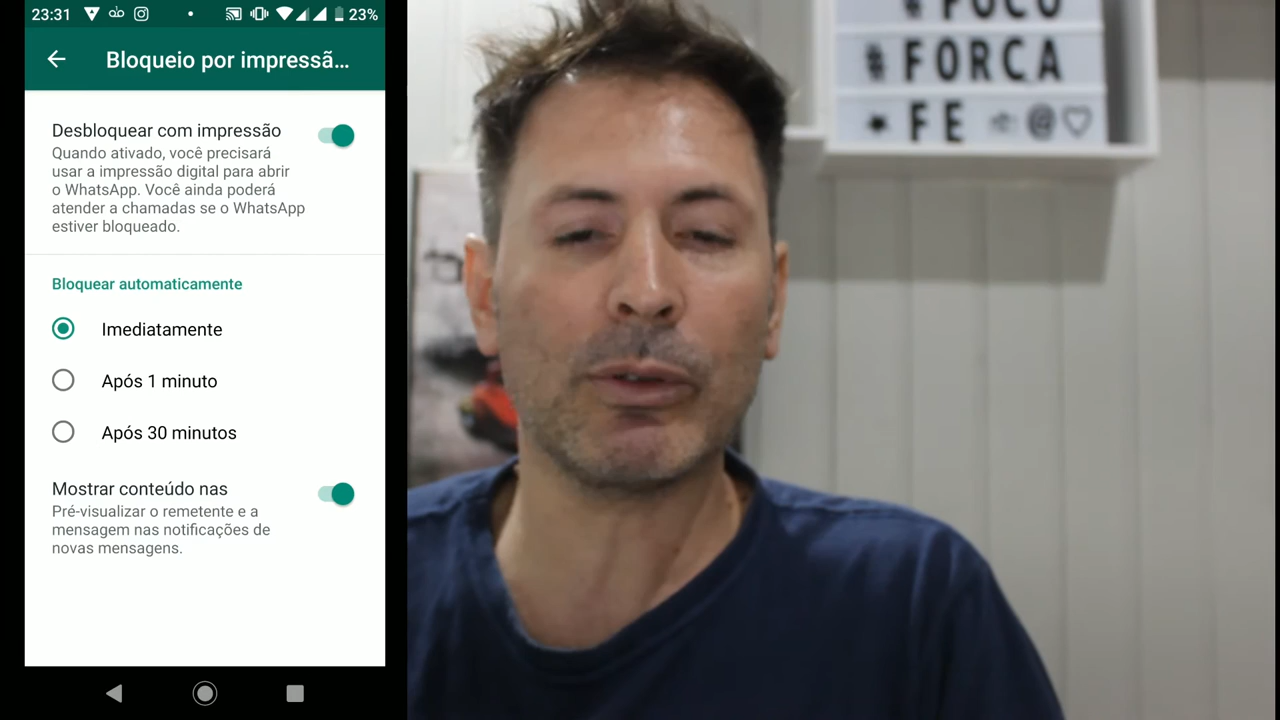 23:31
23%
Bloqueio por impressã...
Desbloquear com impressão
Quando ativado, você precisará
usar a impressão digital para abrir
o WhatsApp. Você ainda poderá
atender a chamadas se o WhatsApp
estiver bloqueado.
Bloquear automaticamente
Imediatamente
Após 1 minuto
Após 30 minutos
Mostrar conteúdo nas
Pré-visualizar o remetente e a
mensagem nas notificações de
novas mensagens.
# FOCO
# FORCA
★ FE @♡